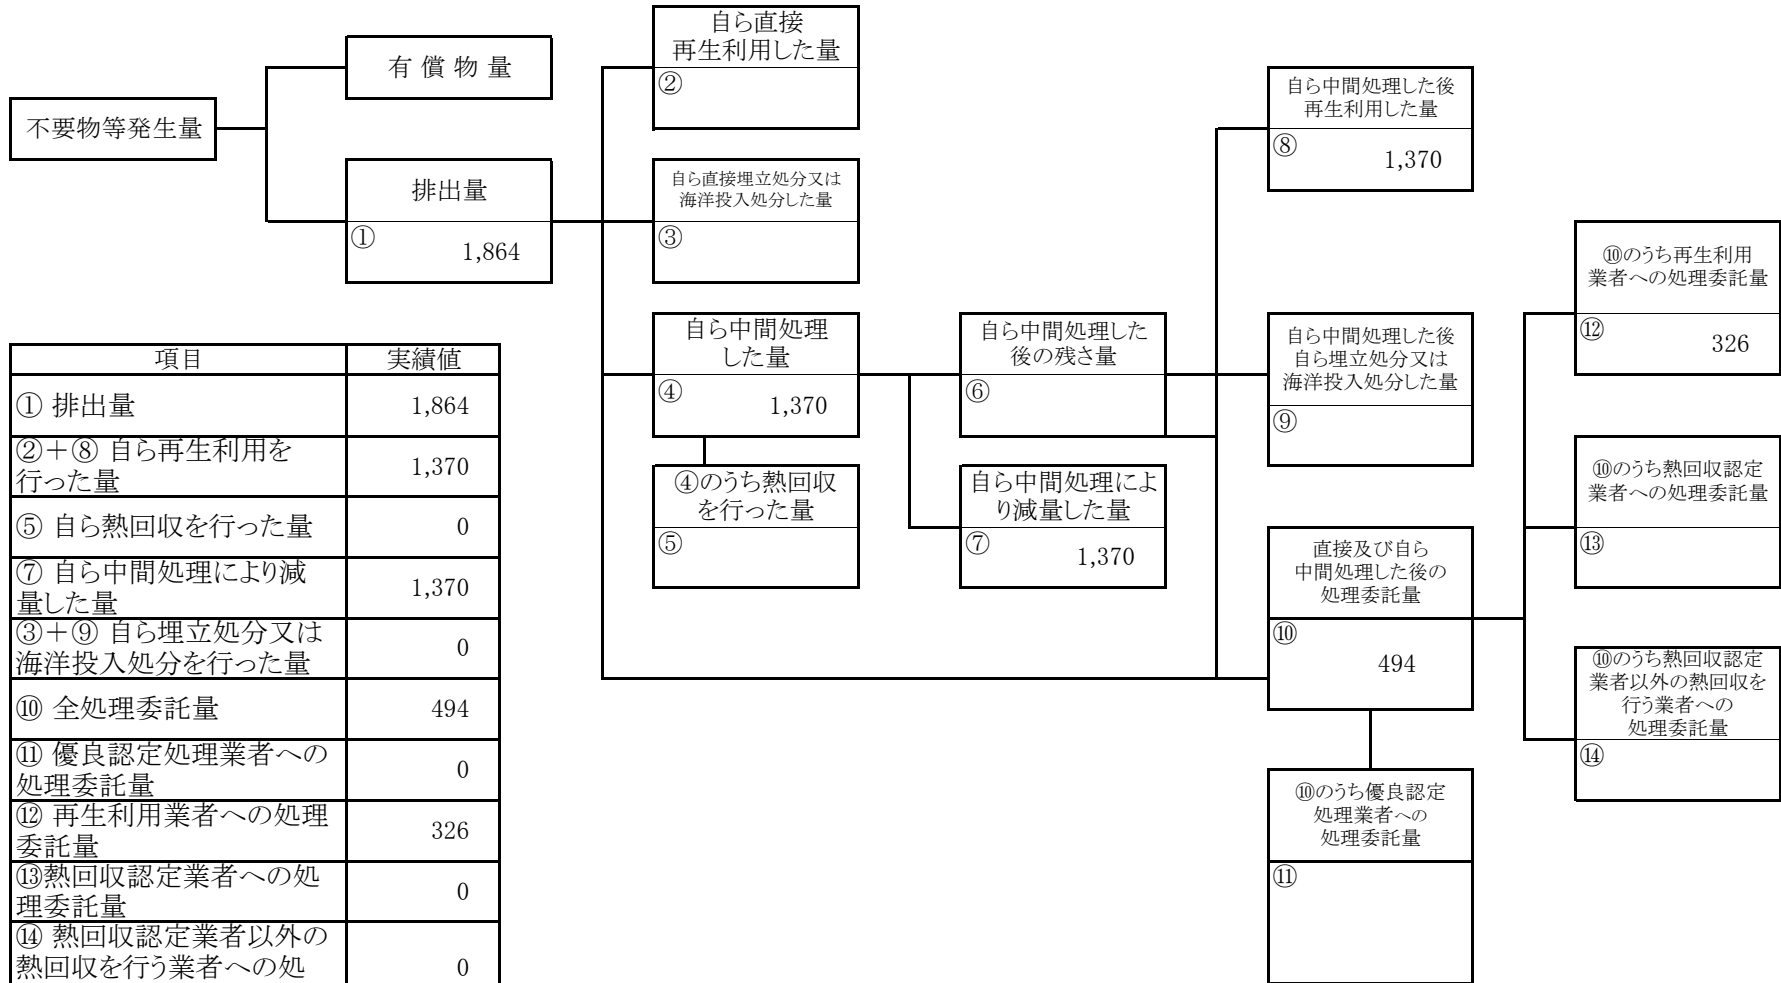 不要物等発生量
有 償 物 量
排出量
①
1,864
自ら直接
再生利用した量
②
自ら直接埋立処分又は
海洋投入処分した量
③
自ら中間処理
した量
④
1,370
④のうち熱回収
を行った量
⑤
自ら中間処理した
後の残さ量
⑥
自ら中間処理によ
り減量した量
⑦
1,370
自ら中間処理した後
再生利用した量
⑧
1,370
自ら中間処理した後
自ら埋立処分又は
海洋投入処分した量
⑨
直接及び自ら
中間処理した後の
処理委託量
⑩
494
⑩のうち優良認定
処理業者への
処理委託量
⑪
⑩のうち再生利用
業者への処理委託量
⑫
326
⑩のうち熱回収認定
業者への処理委託量
⑬
⑩のうち熱回収認定
業者以外の熱回収を
行う業者への
処理委託量
⑭
項目 実績値
① 排出量 1,864
②+⑧ 自ら再生利用を
行った量 1,370
⑤ 自ら熱回収を行った量 0
⑦ 自ら中間処理により減
量した量 1,370
③+⑨ 自ら埋立処分又は
海洋投入処分を行った量 0
⑩ 全処理委託量 494
⑪ 優良認定処理業者への
処理委託量 0
⑫ 再生利用業者への処理
委託量 326
⑬熱回収認定業者への処
理委託量 0
⑭ 熱回収認定業者以外の
熱回収を行う業者への処 0